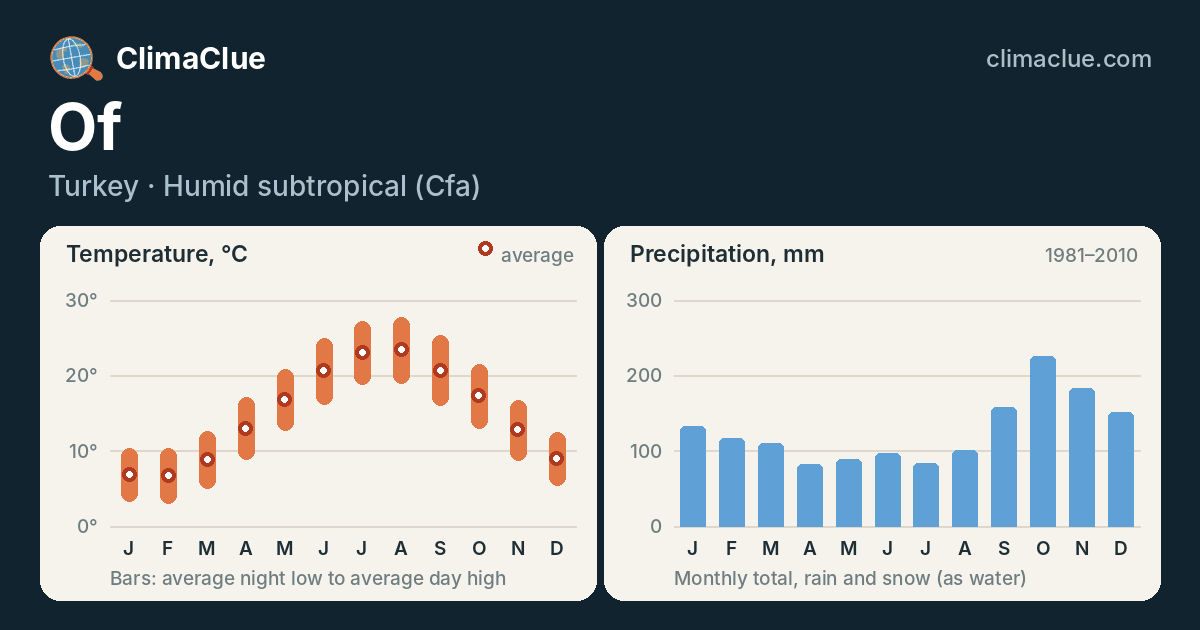 ClimaClue
climaclue.com
Of
Turkey · Humid subtropical (Cfa)
Temperature, °C
average
30°
20°
10°
0°
J F M A M J J A S O N D
Bars: average night low to average day high
Precipitation, mm
1981–2010
300
200
100
0
J F M A M J J A S O N D
Monthly total, rain and snow (as water)